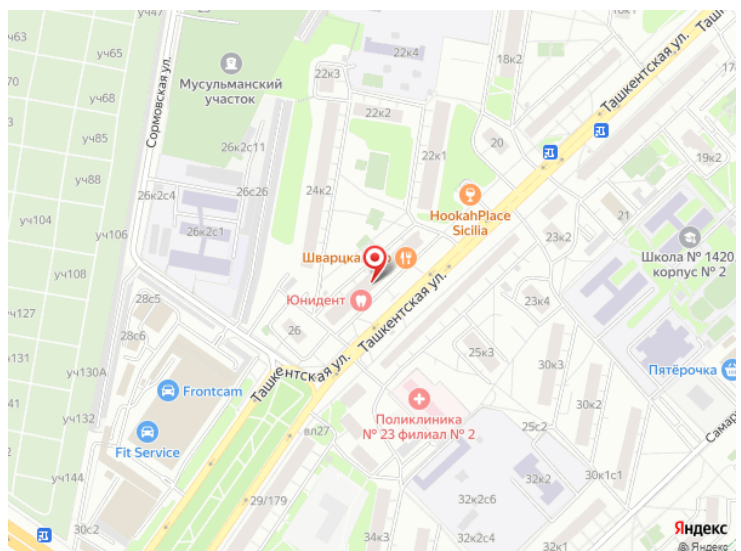 уч47
уч63
уч65
уч68
уч83
уч85
уч88
уч104
уч106
уч108
уч127
уч131
уч130А
уч132
уч144
Сормовская ул.
Мусульманский
участок
22к4
22к3
22к2
22к1
18к2
20
19к2
21
26к2с11
26с26
24к2
26к2с4
26к2с1
Ташкентская ул.
Ташкентская ул.
HookahPlace
Sicilia
23к2
Школа № 1420,
корпус № 2
Шварцка
Юнидент
28с5
28с6
26
23к4
25к3
30к3
30к2
Пятёрочка
Ташкентская ул.
Ташкентская ул.
Frontcam
Fit Service
Поликлиника
№ 23 филиал № 2
вл27
25с2
30к1с1
32к2
32к2с6
32к2с4
32к1
34к3
29/179
30с2
Яндекс
© Яндекс